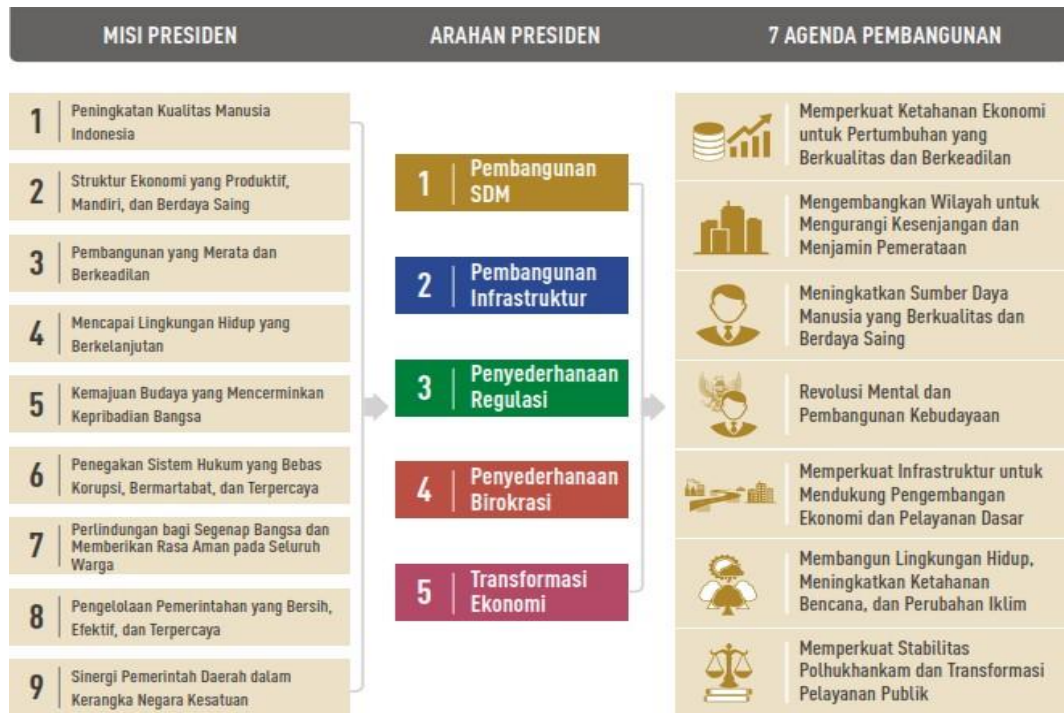 MISI PRESIDEN
ARAHAN PRESIDEN
7 AGENDA PEMBANGUNAN
1
Peningkatan Kualitas Manusia
Indonesia
2
Struktur Ekonomi yang Produktif,
Mandiri, dan Berdaya Saing
3
Pembangunan yang Merata dan
Berkeadilan
4
Mencapai Lingkungan Hidup yang
Berkelanjutan
5
Kemajuan Budaya yang Mencerminkan
Kepribadian Bangsa
6
Penegakan Sistem Hukum yang Bebas
Korupsi, Bermartabat, dan Terpercaya
7
Perlindungan bagi Segenap Bangsa dan
Memberikan Rasa Aman pada Seluruh
Warga
8
Pengelolaan Pemerintahan yang Bersih,
Efektif, dan Terpercaya
9
Sinergi Pemerintah Daerah dalam
Kerangka Negara Kesatuan
1
Pembangunan
SDM
2
Pembangunan
Infrastruktur
3
Penyederhanaan
Regulasi
4
Penyederhanaan
Birokrasi
5
Transformasi
Ekonomi
Memperkuat Ketahanan Ekonomi
untuk Pertumbuhan yang
Berkualitas dan Berkeadilan
Mengembangkan Wilayah untuk
Mengurangi Kesenjangan dan
Menjamin Pemerataan
Meningkatkan Sumber Daya
Manusia yang Berkualitas dan
Berdaya Saing
Revolusi Mental dan
Pembangunan Kebudayaan
Memperkuat Infrastruktur untuk
Mendukung Pengembangan
Ekonomi dan Pelayanan Dasar
Membangun Lingkungan Hidup,
Meningkatkan Ketahanan
Bencana, dan Perubahan Iklim
Memperkuat Stabilitas
Polhukhankam dan Transformasi
Pelayanan Publik